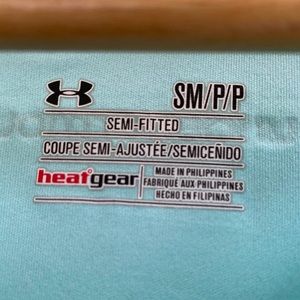 SM/P/P
SEMI-FITTED
COUPE SEMI-AJUSTÉE/SEMICEÑIDO
heatgear
MADE IN PHILIPPINES
FABRIQUÉ AUX PHILIPPINES
HECHO EN FILIPINAS